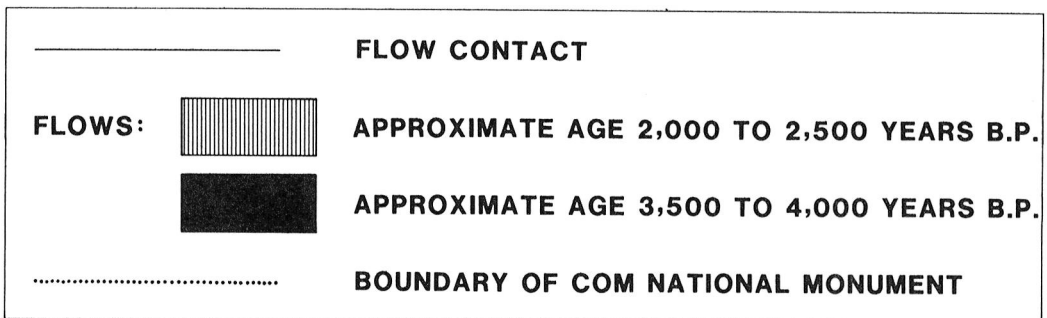 FLOW CONTACT
FLOWS: APPROXIMATE AGE 2,000 TO 2,500 YEARS B.P.
APPROXIMATE AGE 3,500 TO 4,000 YEARS B.P.
BOUNDARY OF COM NATIONAL MONUMENT